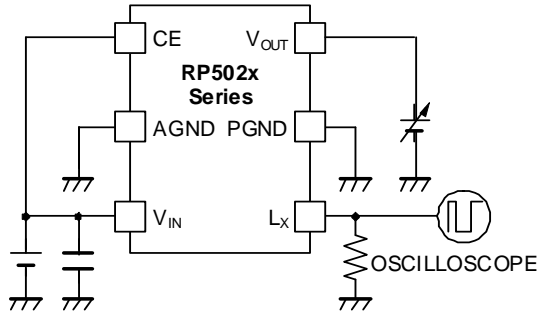 CE
VOUT
RP502x
Series
AGND
PGND
VIN
LX
OSCILLOSCOPE